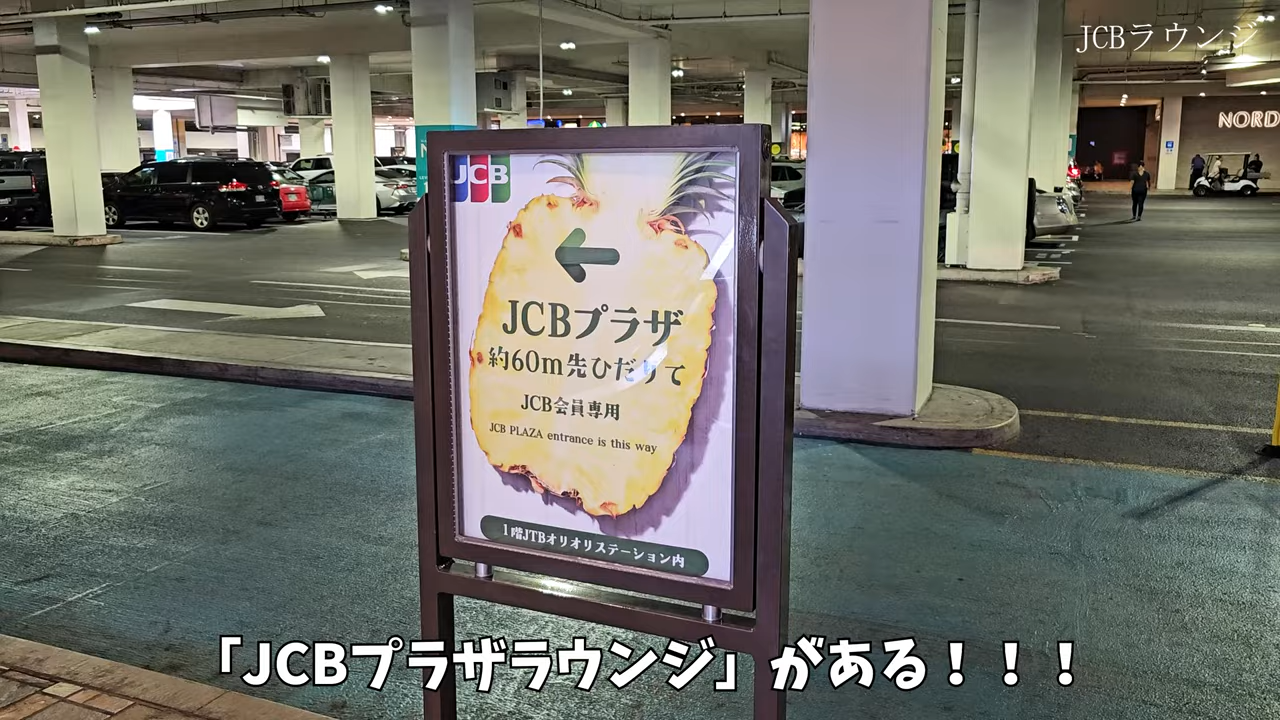 JCBラウンジ
NORD
JCB
JCBプラザ
約60m先ひだりて
JCB会員専用
JCB PLAZA entrance is this way
1階JTBオリオリステーション内
「JCBプラザラウンジ」がある！！！